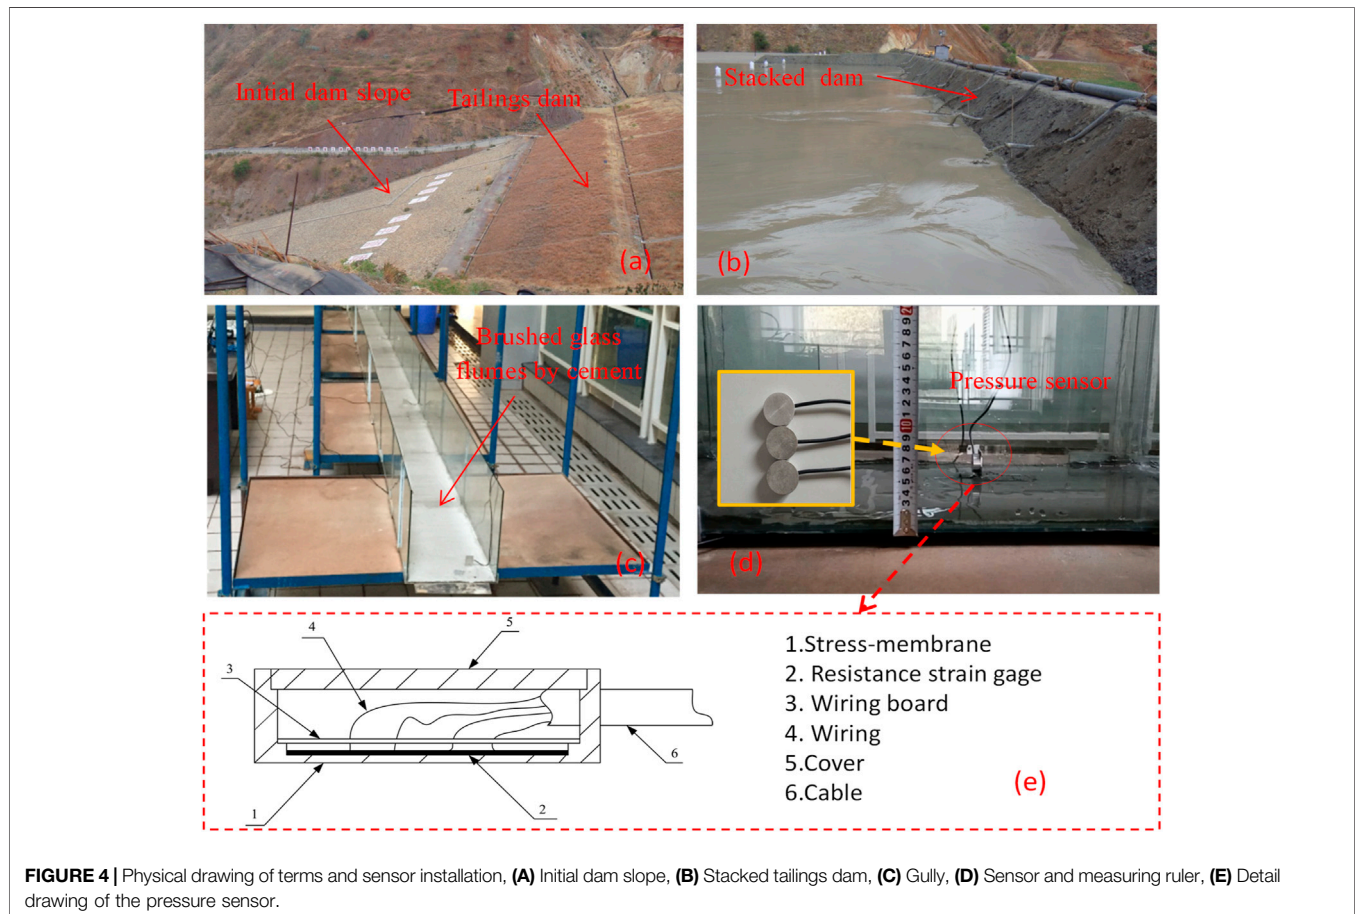 Initial dam slope
Tailings dam
(a)
Stacked dam
(b)
Brushed glass
flumes by cement
(c)
Pressure sensor
(d)
4
5
3
6
1
2
1.Stress-membrane
2. Resistance strain gage
3. Wiring board
4. Wiring
5.Cover
6.Cable
(e)
FIGURE 4 | Physical drawing of terms and sensor installation, (A) Initial dam slope, (B) Stacked tailings dam, (C) Gully, (D) Sensor and measuring ruler, (E) Detail
drawing of the pressure sensor.